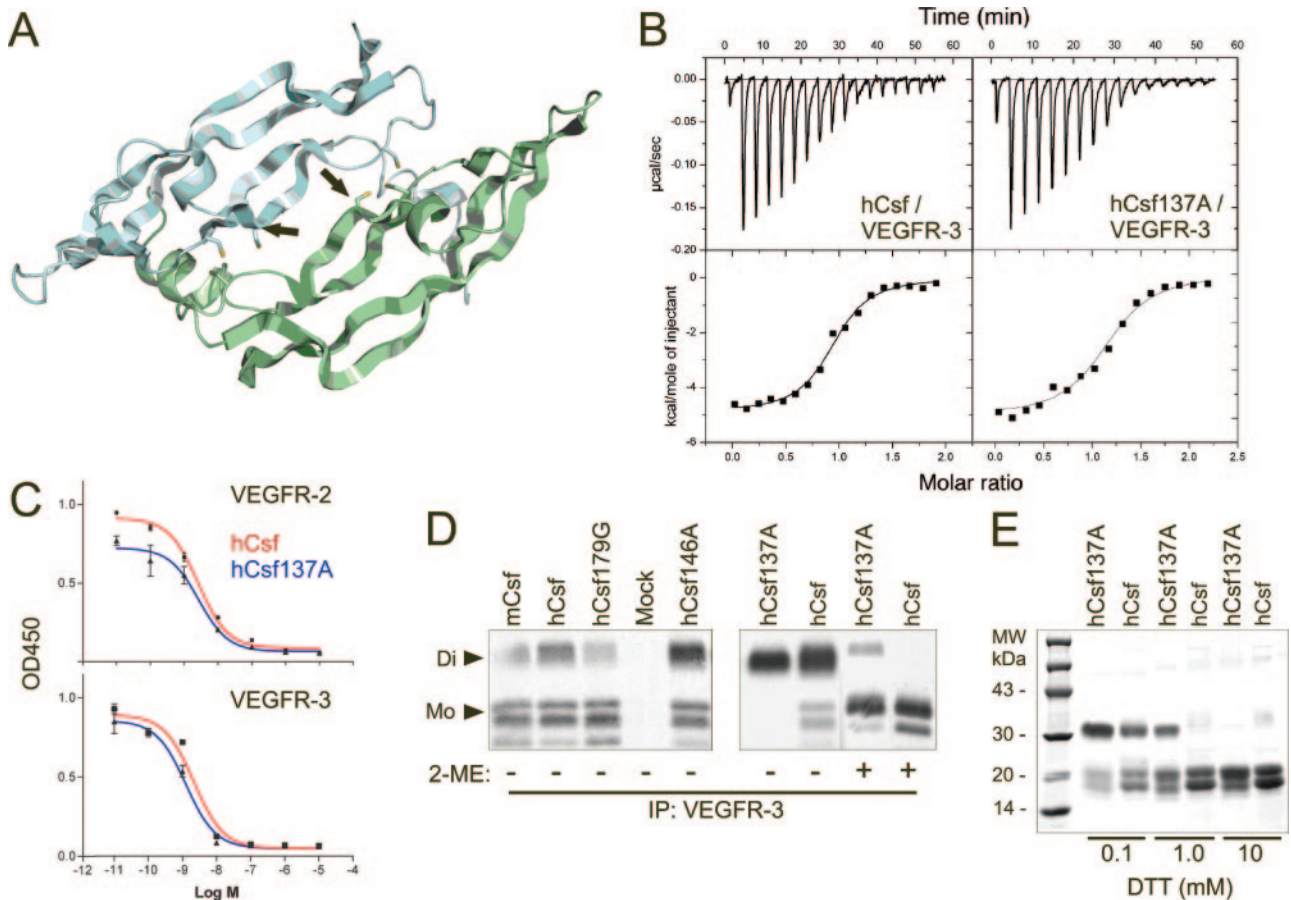 A
B
Time (min)
0 10 20 30 40 50 60
0 10 20 30 40 50 60
0.00
-0.05
-0.10
-0.15
-0.20
µcal/sec
hCsf /
VEGFR-3
hCsf137A /
VEGFR-3
0
-2
-4
-6
kcal/mole of injectant
0.0 0.5 1.0 1.5 2.0
0.0 0.5 1.0 1.5 2.0 2.5
Molar ratio
C
VEGFR-2
hCsf
hCsf137A
1.0
0.5
OD450
VEGFR-3
1.0
0.5
0.0
-12 -11 -10 -9 -8 -7 -6 -5 -4
Log M
D
mCsf
hCsf
hCsf179G
Mock
hCsf146A
hCsf137A
hCsf
hCsf137A
hCsf
Di
Mo
2-ME: - - - - - - - + +
IP: VEGFR-3
E
hCsf137A
hCsf
hCsf137A
hCsf
hCsf137A
hCsf
MW
kDa
43 -
30 -
20 -
14 -
0.1 1.0 10
DTT (mM)